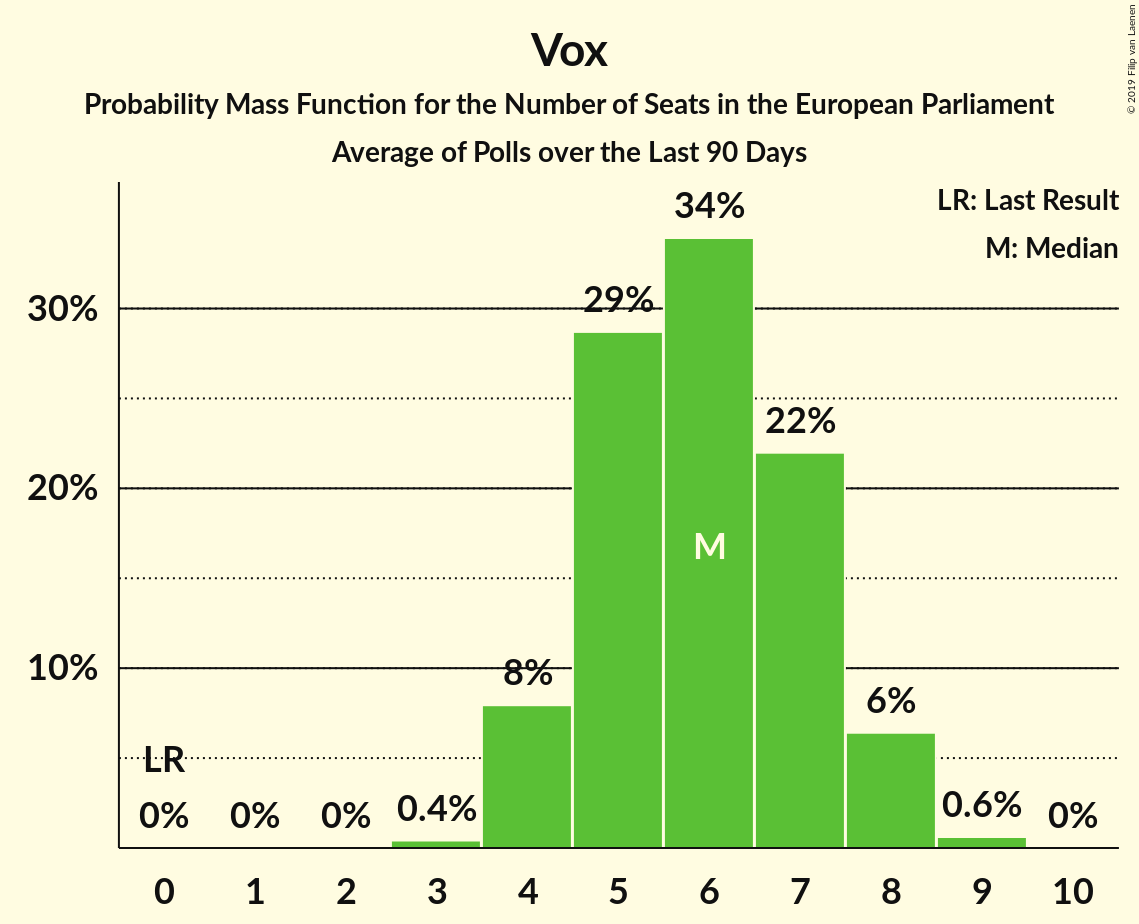 © 2019 Filip van Laenen
Vox
Probability Mass Function for the Number of Seats in the European Parliament
Average of Polls over the Last 90 Days
LR: Last Result
M: Median
34%
29%
30%
22%
20%
M
10%
8%
6%
LR
0% 0% 0% 0.4% 0.6% 0%
0 1 2 3 4 5 6 7 8 9 10